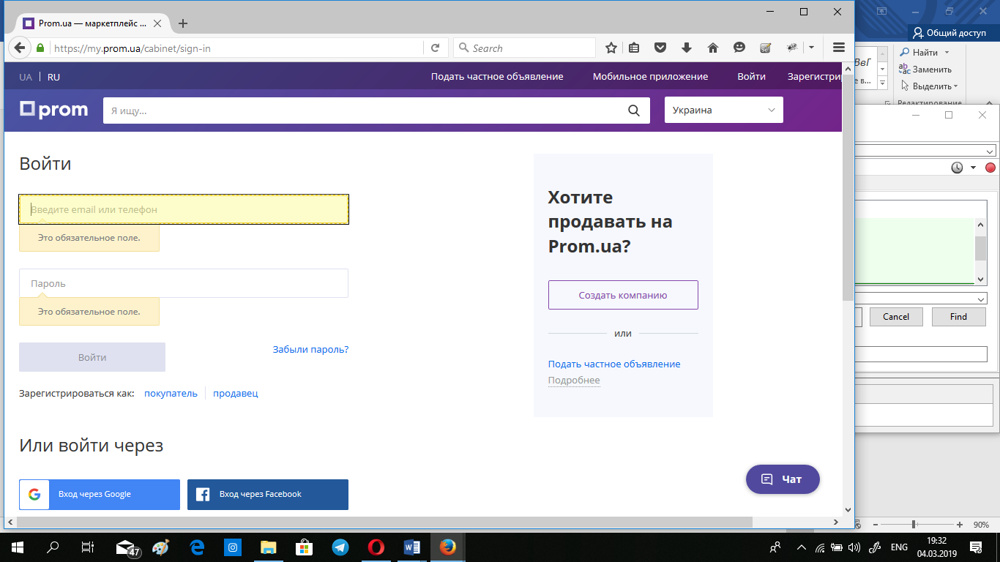 Prom.ua — маркетплейс ...
https://my.prom.ua/cabinet/sign-in
Search
Общий доступ
UA RU
Подать частное объявление
Мобильное приложение
Войти
Зарегистри
prom
Я ищу...
Украина
Найти
Заменить
Выделить
Редактирование
Войти
Введите email или телефон
Это обязательное поле.
Пароль
Это обязательное поле.
Войти
Забыли пароль?
Зарегистрироваться как: покупатель продавец
Или войти через
Вход через Google
Вход через Facebook
Хотите
продавать на
Prom.ua?
Создать компанию
или
Подать частное объявление
Подробнее
Чат
Cancel
Find
90%
47
ENG
19:32
04.03.2019